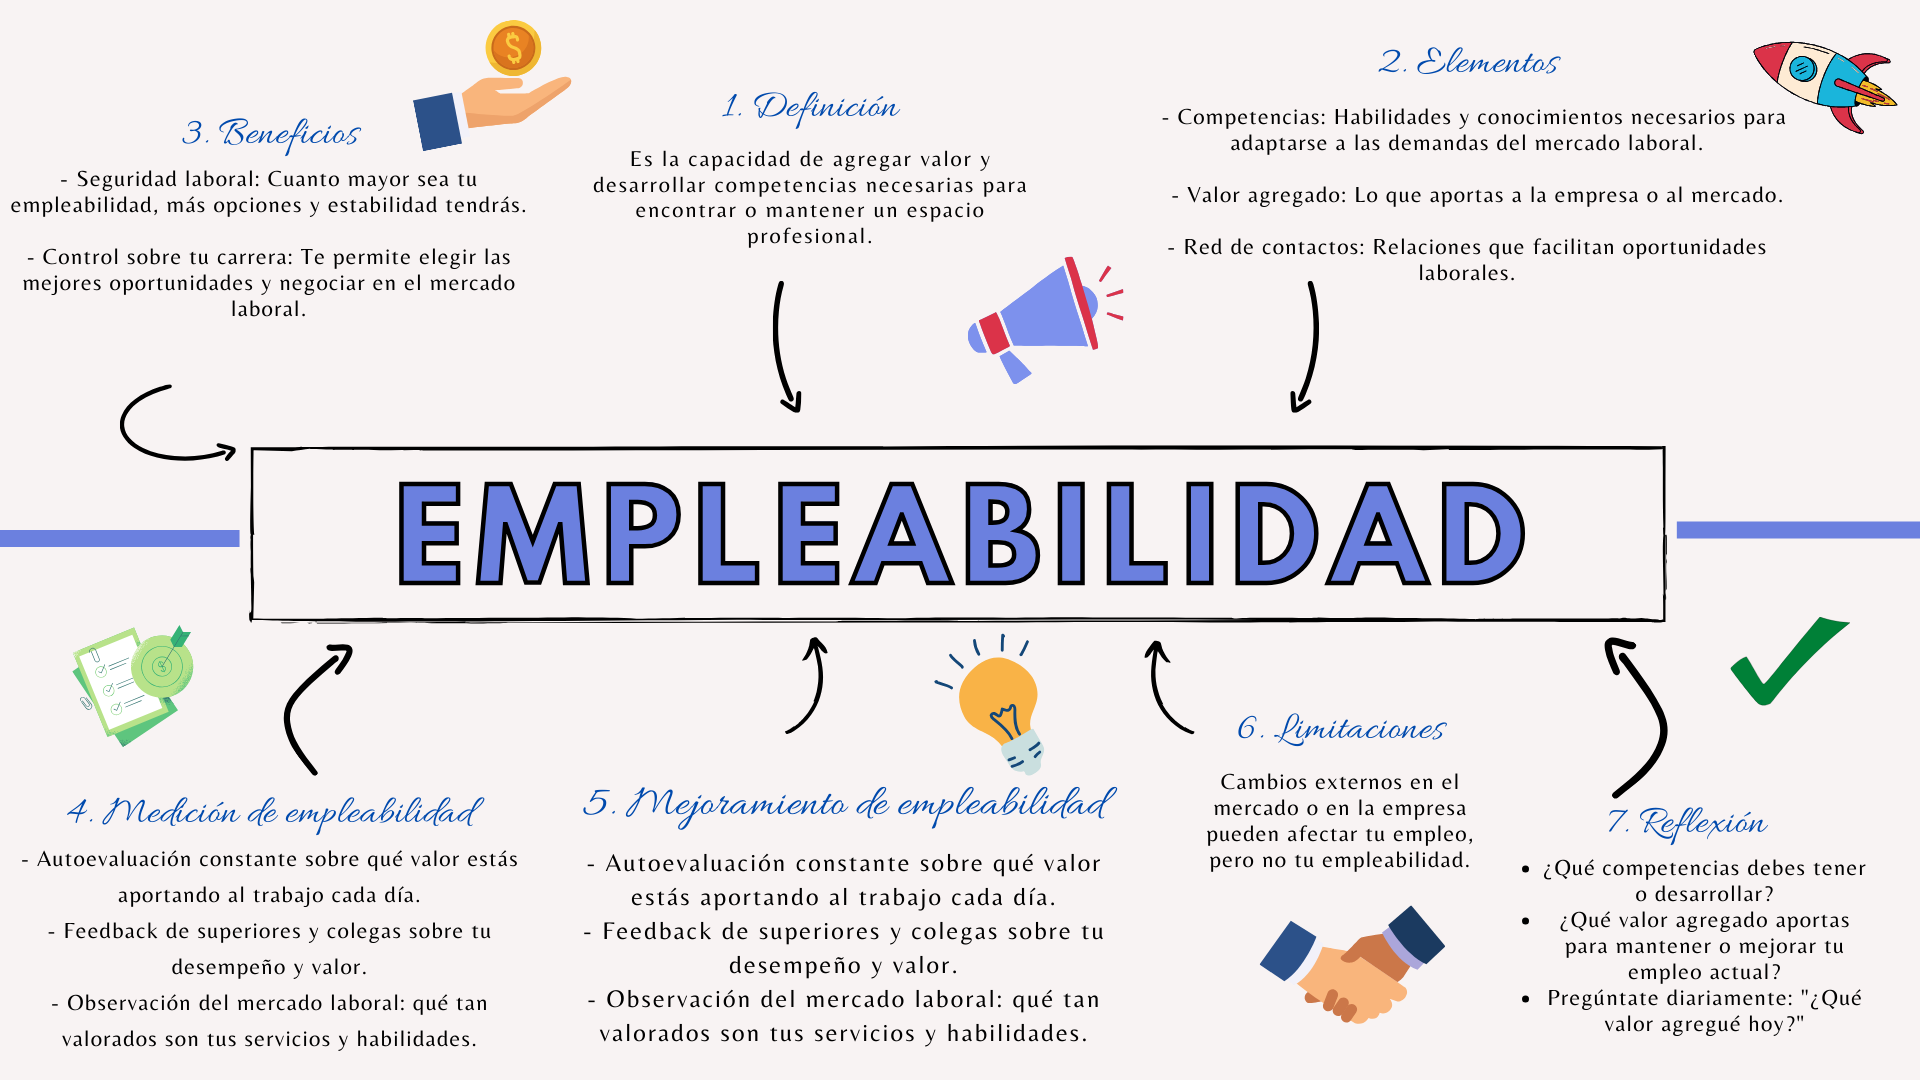 3. Beneficios
- Seguridad laboral: Cuanto mayor sea tu
empleabilidad, más opciones y estabilidad tendrás.
- Control sobre tu carrera: Te permite elegir las
mejores oportunidades y negociar en el mercado
laboral.
1. Definición
Es la capacidad de agregar valor y
desarrollar competencias necesarias para
encontrar o mantener un espacio
profesional.
2. Elementos
- Competencias: Habilidades y conocimientos necesarios para
adaptarse a las demandas del mercado laboral.
- Valor agregado: Lo que aportas a la empresa o al mercado.
- Red de contactos: Relaciones que facilitan oportunidades
laborales.
EMPLEABILIDAD
4. Medición de empleabilidad
- Autoevaluación constante sobre qué valor estás
aportando al trabajo cada día.
- Feedback de superiores y colegas sobre tu
desempeño y valor.
- Observación del mercado laboral: qué tan
valorados son tus servicios y habilidades.
5. Mejoramiento de empleabilidad
- Autoevaluación constante sobre qué valor
estás aportando al trabajo cada día.
- Feedback de superiores y colegas sobre tu
desempeño y valor.
- Observación del mercado laboral: qué tan
valorados son tus servicios y habilidades.
6. Limitaciones
Cambios externos en el
mercado o en la empresa
pueden afectar tu empleo,
pero no tu empleabilidad.
7. Reflexión
• ¿Qué competencias debes tener
o desarrollar?
• ¿Qué valor agregado aportas
para mantener o mejorar tu
empleo actual?
• Pregúntate diariamente: "¿Qué
valor agregué hoy?"